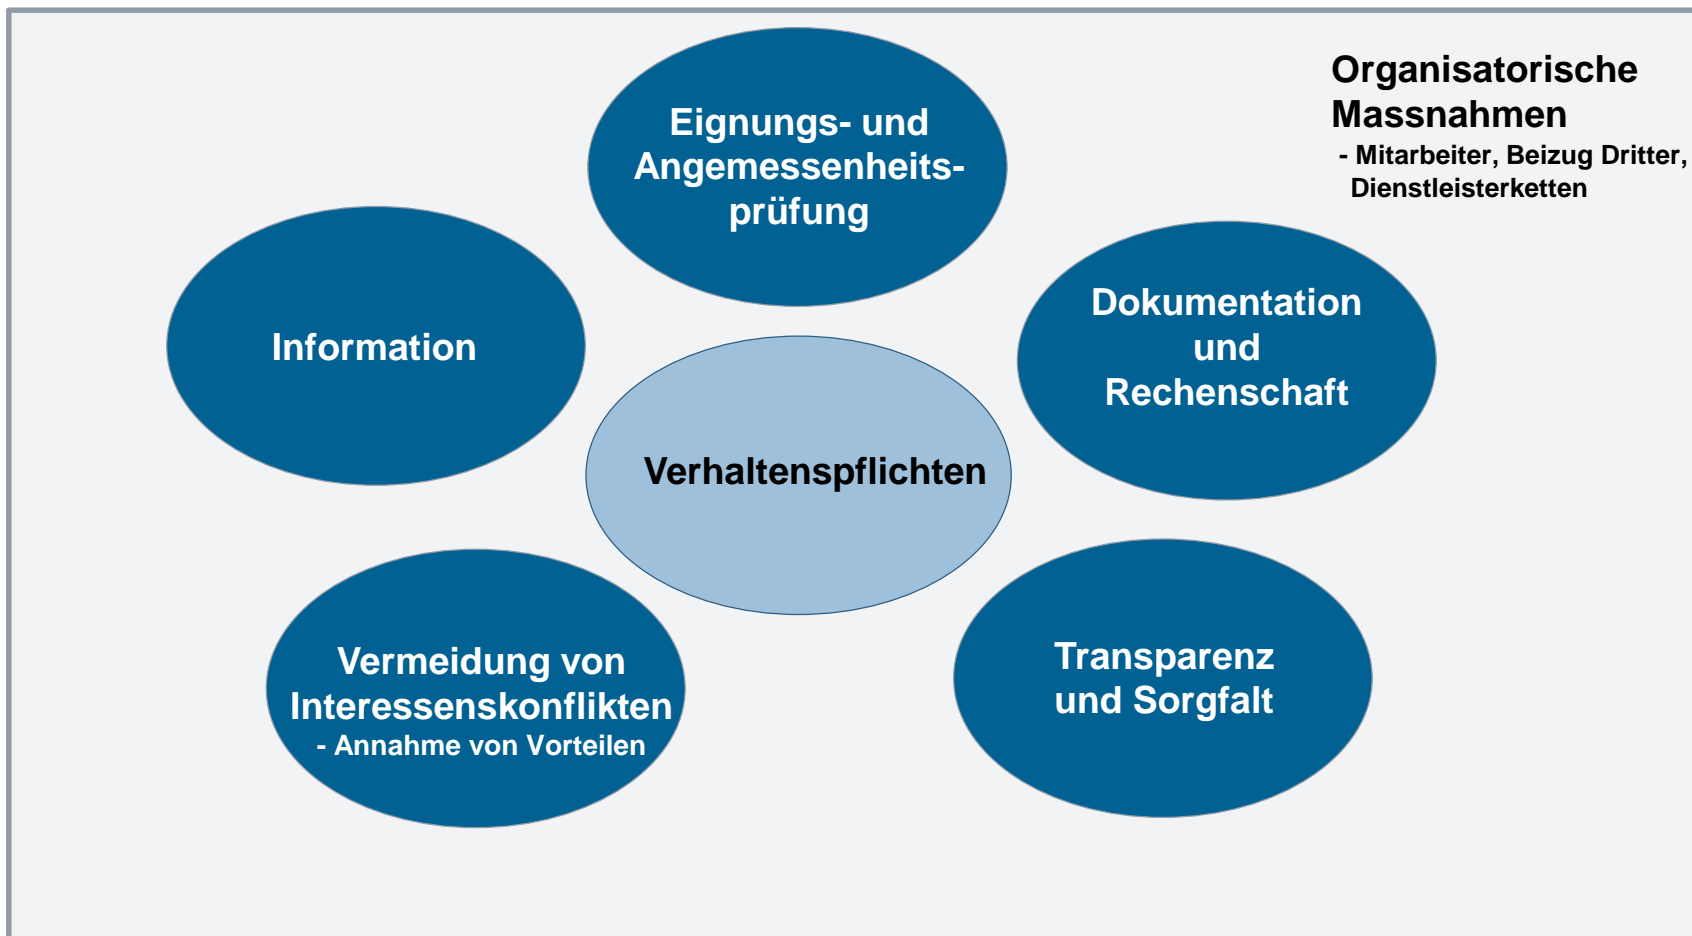 Organisatorische
Massnahmen
- Mitarbeiter, Beizug Dritter,
Dienstleisterketten
Eignungs- und
Angemessenheits-
prüfung
Information
Dokumentation
und
Rechenschaft
Verhaltenspflichten
Vermeidung von
Interessenskonflikten
- Annahme von Vorteilen
Transparenz
und Sorgfalt